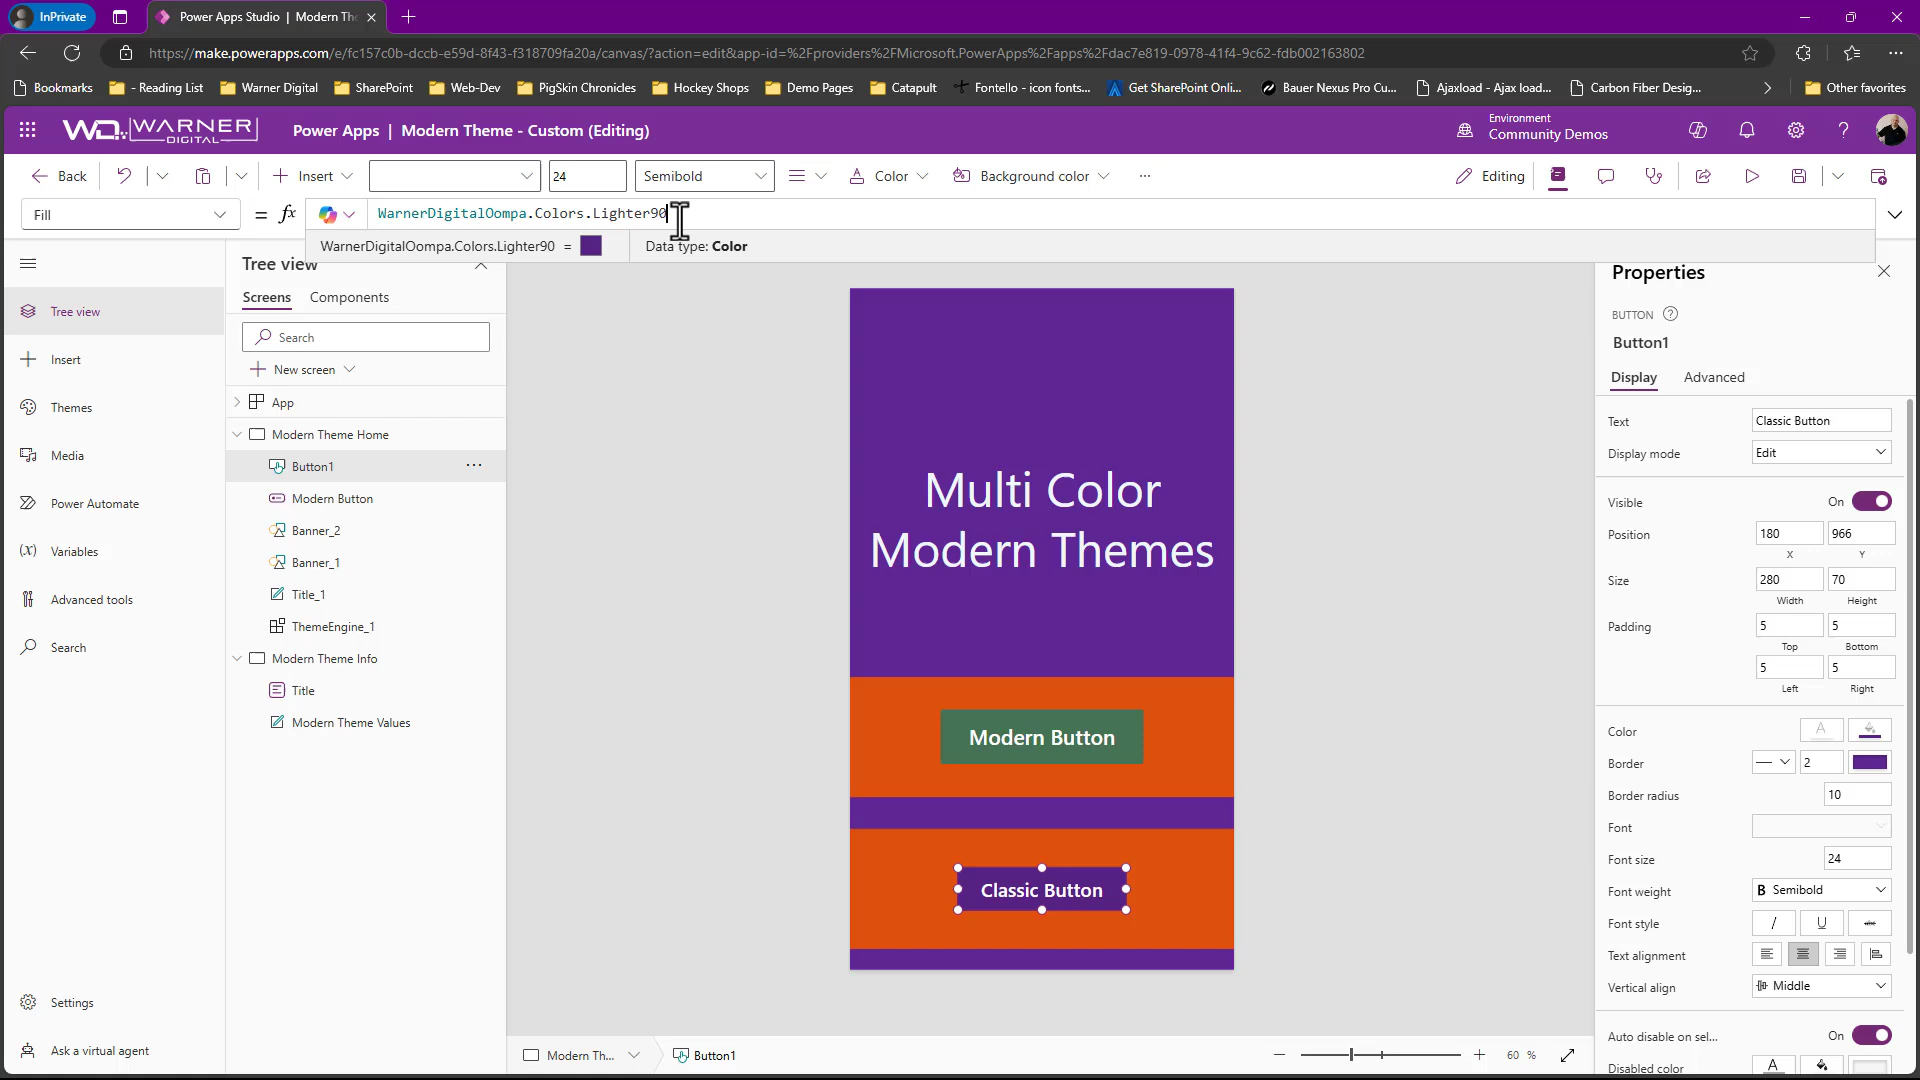 InPrivate
Power Apps Studio | Modern Th
https://make.powerapps.com/e/fc157c0b-dccb-e59d-8f43-f318709fa20a/canvas/?action=edit&app-id=%2Fproviders%2FMicrosoft.PowerApps%2Fapps%2Fdac7e819-0978-41f4-9c62-fdb002163802
Bookmarks - Reading List Warner Digital SharePoint Web-Dev PigSkin Chronicles Hockey Shops Demo Pages Catapult Fontello - icon fonts... Get SharePoint Onli... Bauer Nexus Pro Cu... Ajaxload - Ajax load... Carbon Fiber Desig... Other favorites
WD WARNER DIGITAL Power Apps | Modern Theme - Custom (Editing)
Environment
Community Demos
Back Insert 24 Semibold Color Background color ... Editing
Fill = fx WarnerDigitalOompa.Colors.Lighter90
WarnerDigitalOompa.Colors.Lighter90 = Data type: Color
Tree view
Screens Components
Search
New screen
App
Modern Theme Home
Button1 ...
Modern Button
Banner_2
Banner_1
Title_1
ThemeEngine_1
Modern Theme Info
Title
Modern Theme Values
Tree view
Insert
Themes
Media
Power Automate
(x) Variables
Advanced tools
Search
Settings
Ask a virtual agent
Multi Color
Modern Themes
Modern Button
Classic Button
Modern Th... Button1 60 %
Properties
BUTTON ?
Button1
Display Advanced
Text Classic Button
Display mode Edit
Visible On
Position 180 966
X Y
Size 280 70
Width Height
Padding 5 5
Top Bottom
5 5
Left Right
Color A
Border 2
Border radius 10
Font
Font size 24
Font weight B Semibold
Font style / U
Text alignment
Vertical align Middle
Auto disable on sel... On
Disabled color A